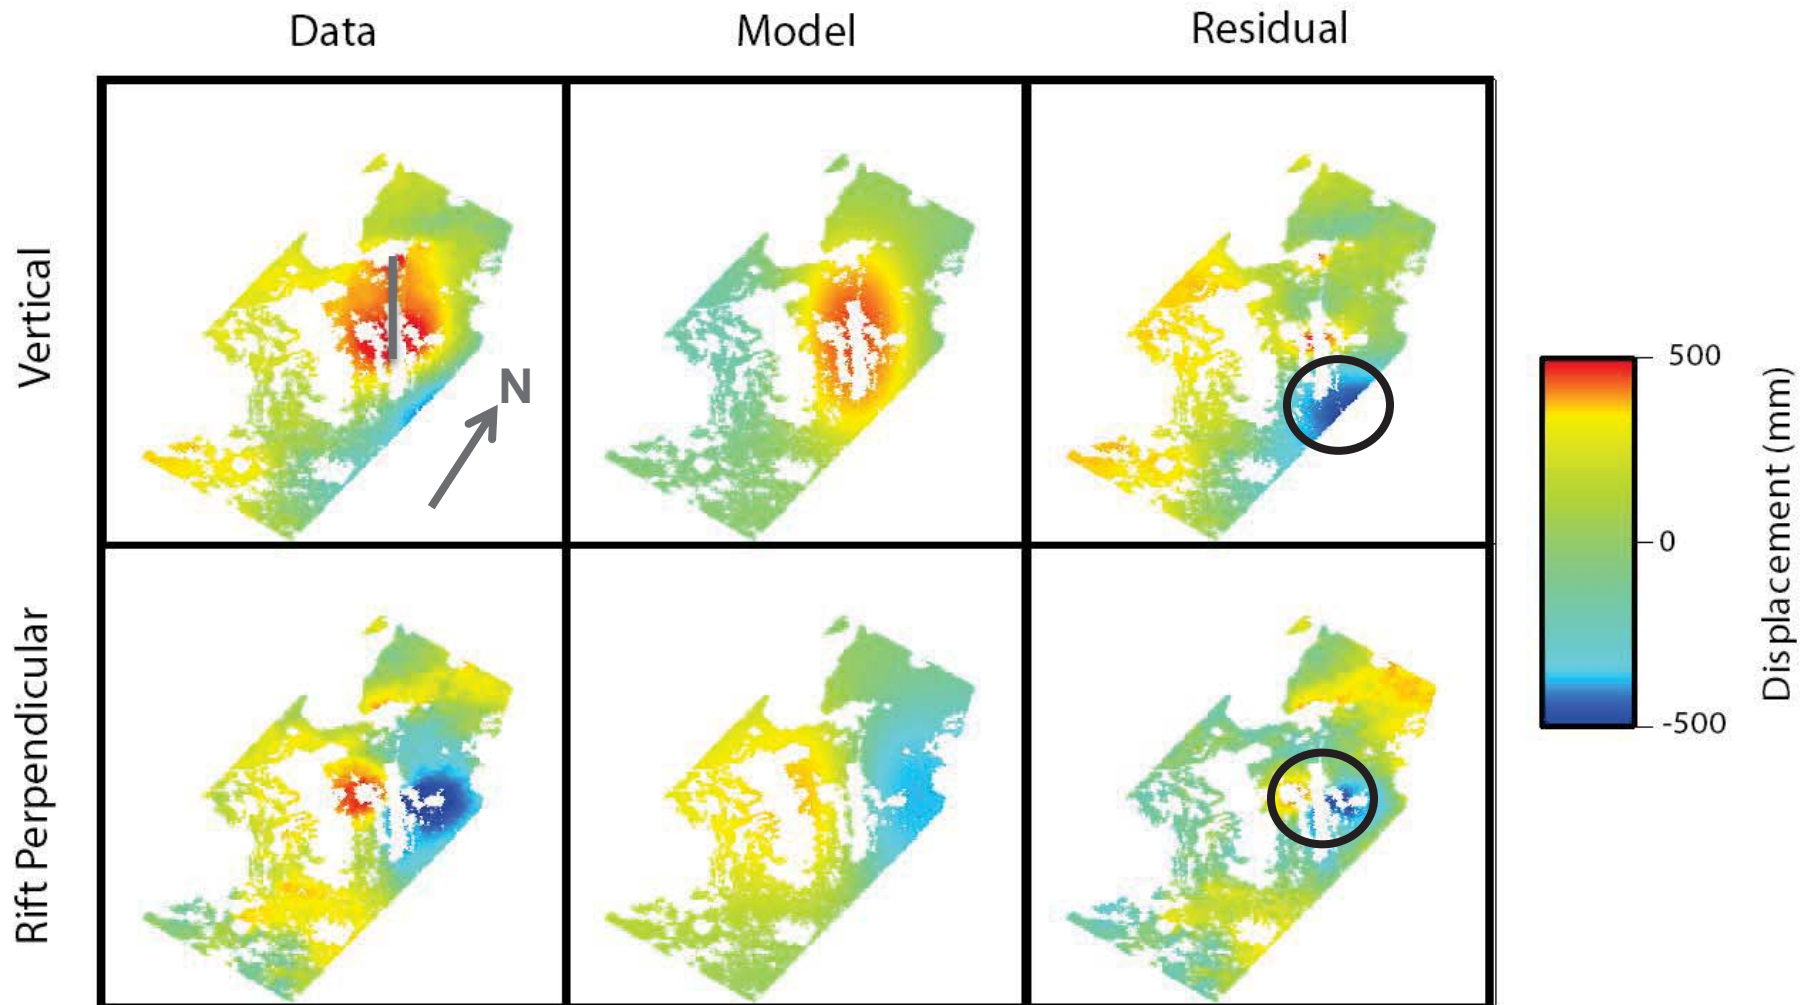 Data Model Residual
Vertical
N
Rift Perpendicular
500
0
-500
Displacement (mm)